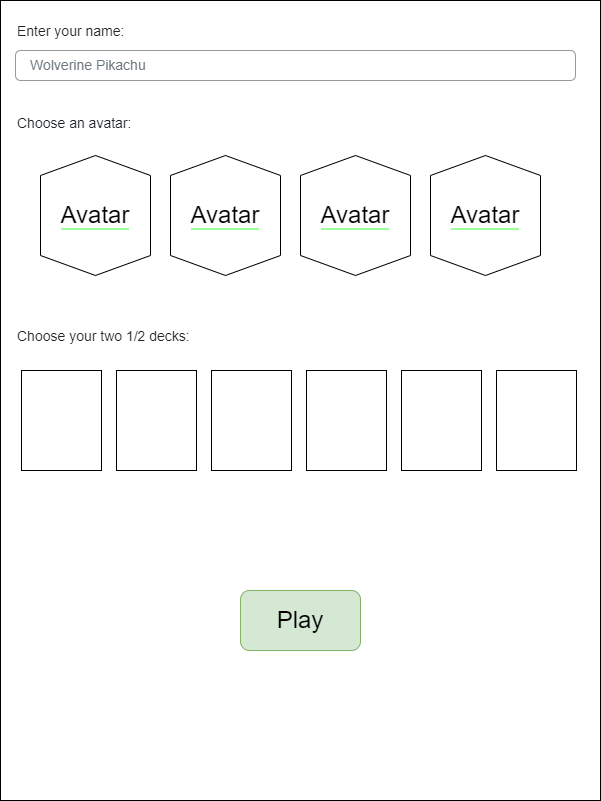 Enter your name:
Wolverine Pikachu
Choose an avatar:
Avatar Avatar Avatar Avatar
Choose your two 1/2 decks:
Play